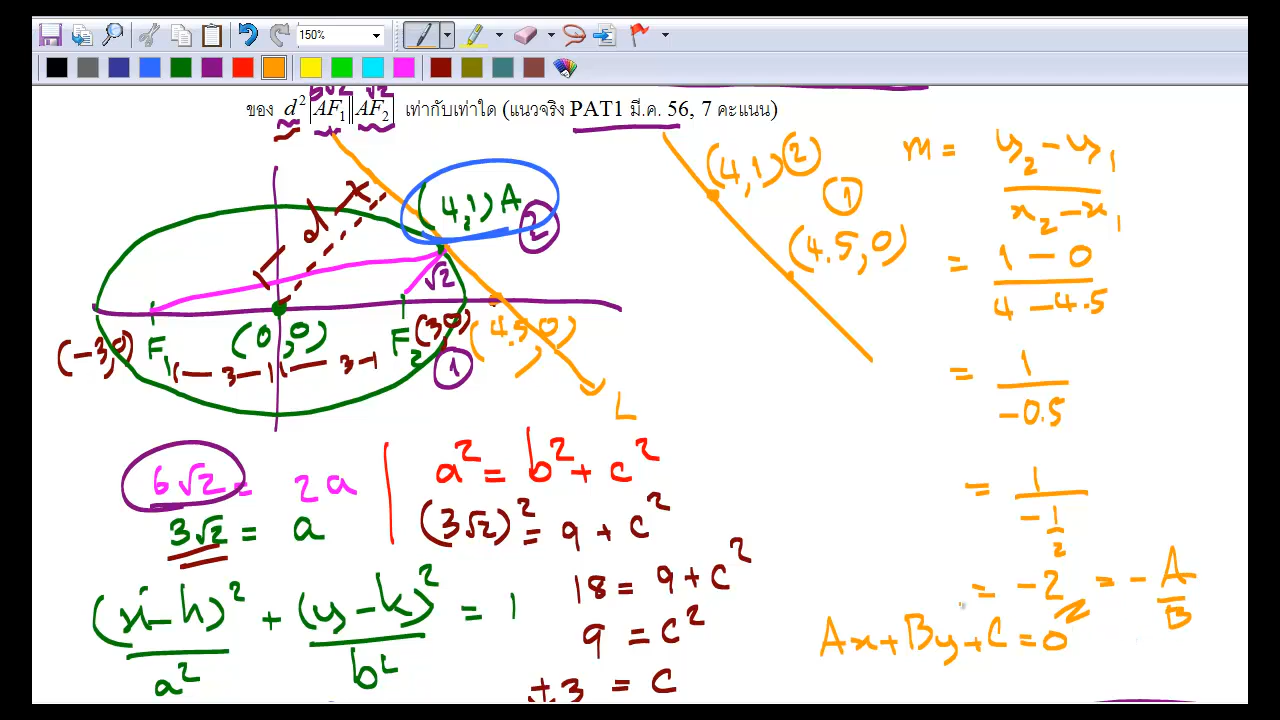 150%
6√2 √2
ของ d² |AF₁||AF₂| เท่ากับเท่าใด (แนวจริง PAT1 มี.ค. 56, 7 คะแนน)
(4,1) ②
①
(4.5, 0)
m = y₂ - y₁
x₂ - x₁
= 1 - 0
4 - 4.5
= 1
-0.5
= 1
-1
2
= -2 = - A
B
Ax + By + C = 0
d
4,1) A
②
√2
(-3,0)
F₁
(0,0)
F₂ (3,0)
(4.5,0)
3 3
①
L
6√2 = 2a
3√2 = a
a² = b² + c²
(3√2)² = 9 + c²
18 = 9 + c²
9 = c²
±3 = c
(x - h)² + (y - k)² = 1
a² b²